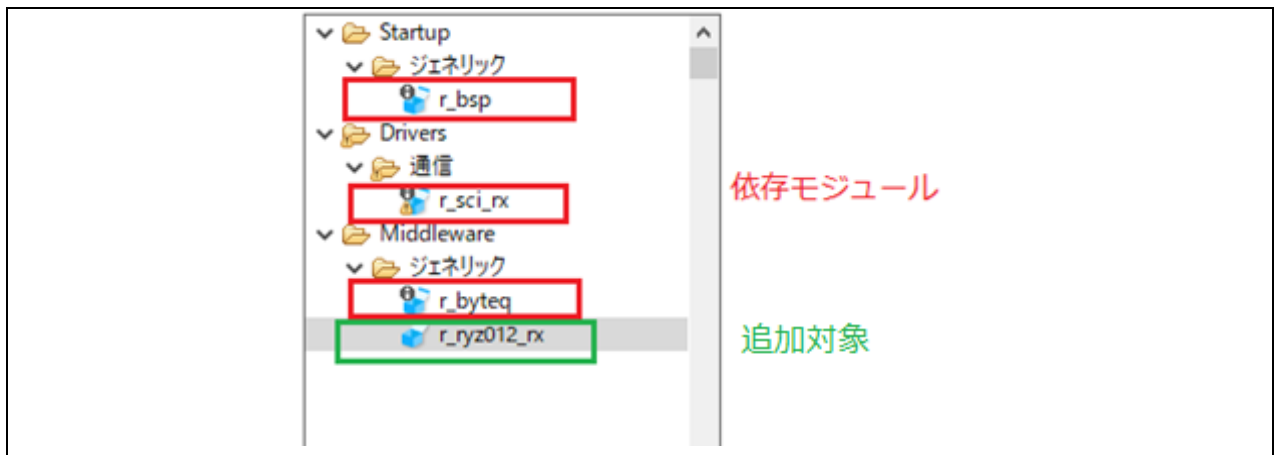 Startup
ジェネリック
r_bsp
Drivers
通信
r_sci_rx
依存モジュール
Middleware
ジェネリック
r_byteq
r_ryz012_rx
追加対象